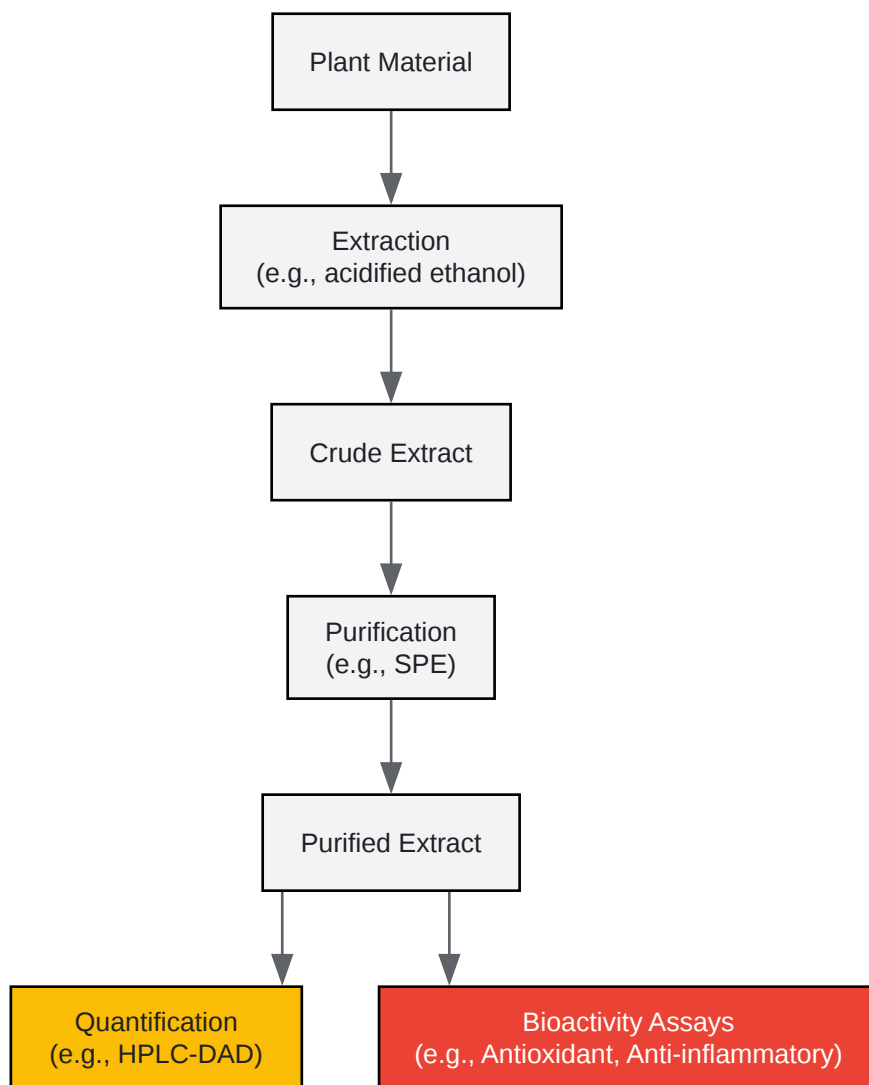 Plant Material
Extraction
(e.g., acidified ethanol)
Crude Extract
Purification
(e.g., SPE)
Purified Extract
Quantification
(e.g., HPLC-DAD)
Bioactivity Assays
(e.g., Antioxidant, Anti-inflammatory)